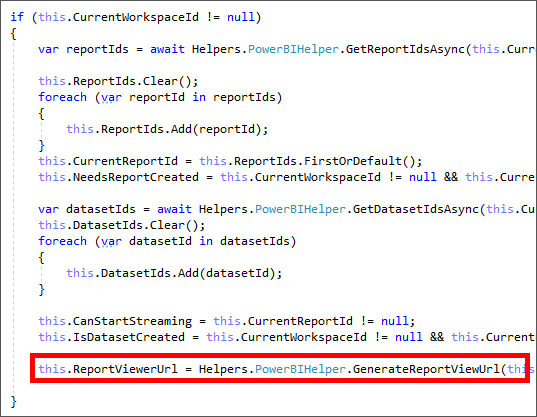 if (this.CurrentWorkspaceId != null)
{
var reportIds = await Helpers.PowerBIHelper.GetReportIdsAsync(this.Curr
this.ReportIds.Clear();
foreach (var reportId in reportIds)
{
this.ReportIds.Add(reportId);
}
this.CurrentReportId = this.ReportIds.FirstOrDefault();
this.NeedsReportCreated = this.CurrentWorkspaceId != null && this.Curre
var datasetIds = await Helpers.PowerBIHelper.GetDatasetIdsAsync(this.Cu
this.DatasetIds.Clear();
foreach (var datasetId in datasetIds)
{
this.DatasetIds.Add(datasetId);
}
this.CanStartStreaming = this.CurrentReportId != null;
this.IsDatasetCreated = this.CurrentWorkspaceId != null && this.Current
this.ReportViewerUrl = Helpers.PowerBIHelper.GenerateReportViewUrl(this
}